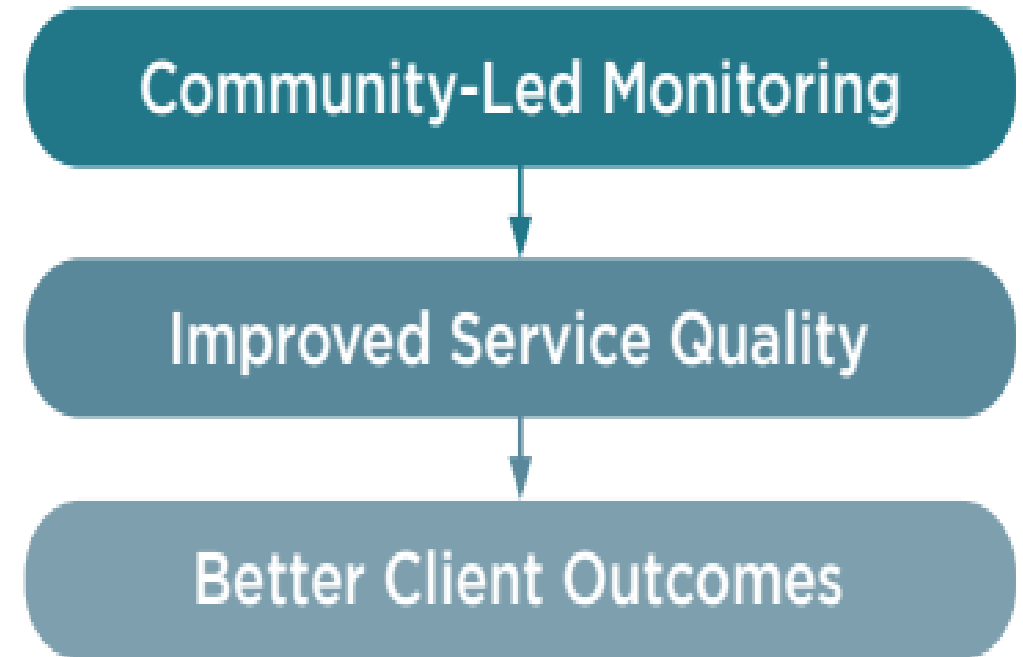 Community-Led Monitoring
Improved Service Quality
Better Client Outcomes